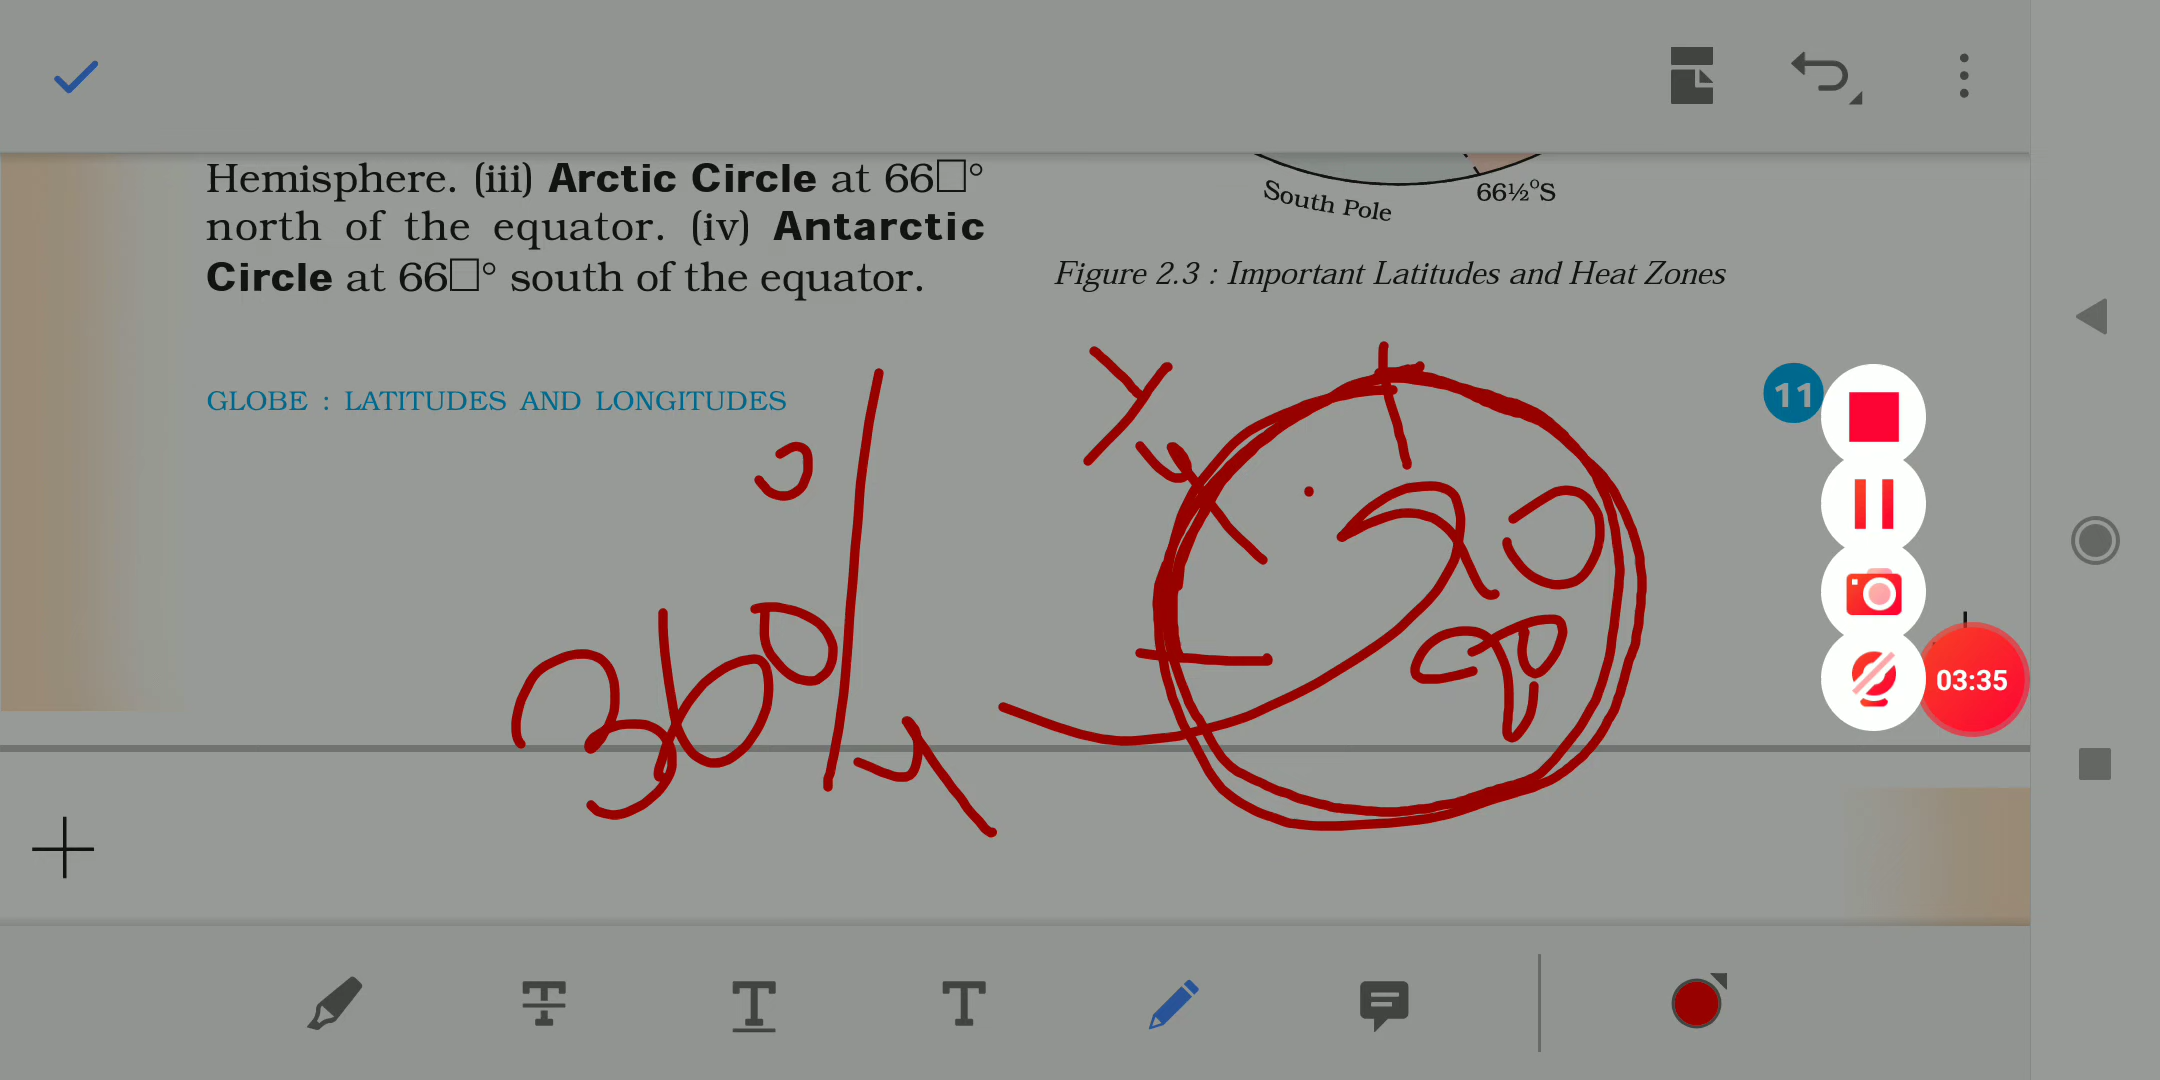 Hemisphere. (iii) Arctic Circle at 66□°
north of the equator. (iv) Antarctic
Circle at 66□° south of the equator.
South Pole
66½°S
Figure 2.3 : Important Latitudes and Heat Zones
GLOBE : LATITUDES AND LONGITUDES
11
360°
90
03:35